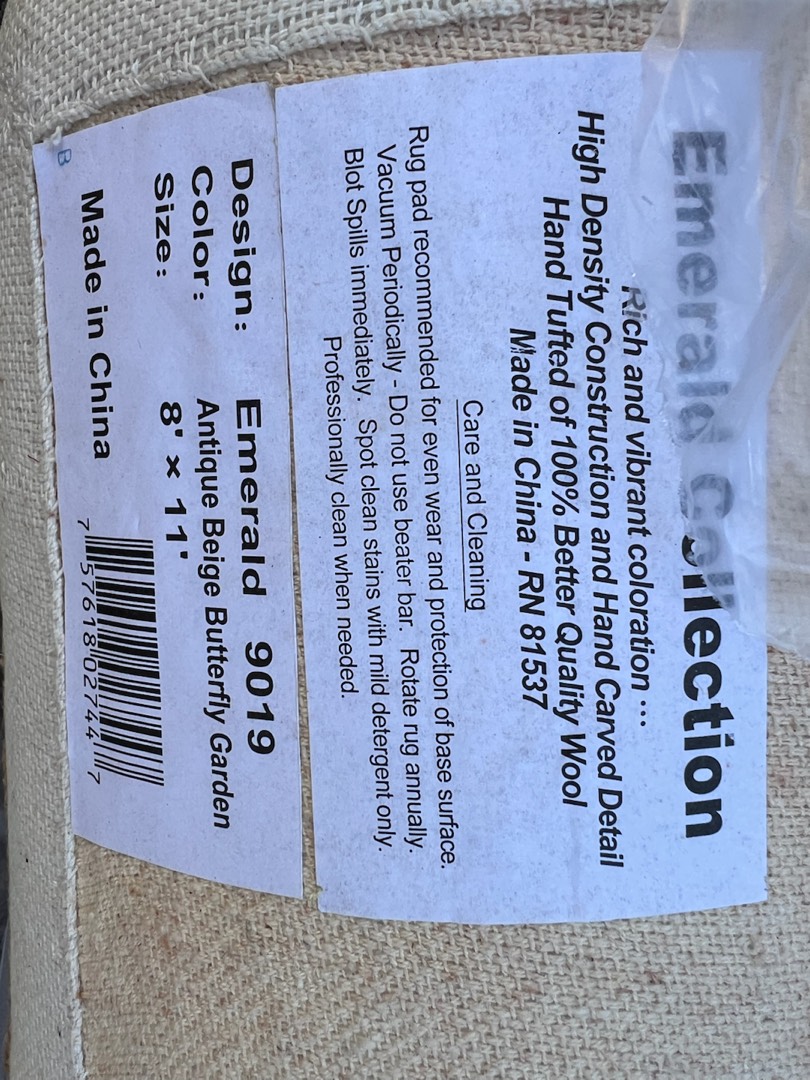 Emerald Collection
Rich and vibrant coloration ...
High Density Construction and Hand Carved Detail
Hand Tufted of 100% Better Quality Wool
Made in China - RN 81537
Care and Cleaning
Rug pad recommended for even wear and protection of base surface.
Vacuum Periodically - Do not use beater bar. Rotate rug annually.
Blot Spills immediately. Spot clean stains with mild detergent only.
Professionally clean when needed.
Design: Emerald 9019
Color: Antique Beige Butterfly Garden
Size: 8' x 11'
Made in China
7 57618 02744 7
B